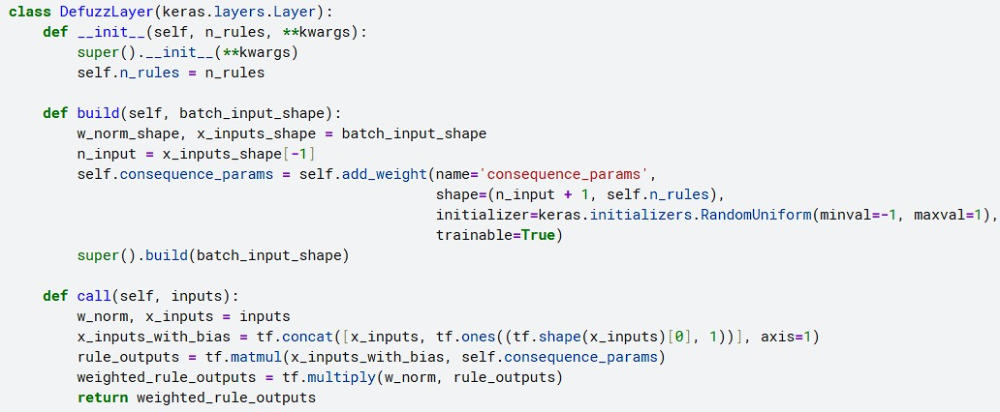 class DefuzzLayer(keras.layers.Layer):
    def __init__(self, n_rules, **kwargs):
        super().__init__(**kwargs)
        self.n_rules = n_rules

    def build(self, batch_input_shape):
        w_norm_shape, x_inputs_shape = batch_input_shape
        n_input = x_inputs_shape[-1]
        self.consequence_params = self.add_weight(name='consequence_params',
                                                  shape=(n_input + 1, self.n_rules),
                                                  initializer=keras.initializers.RandomUniform(minval=-1, maxval=1),
                                                  trainable=True)
        super().build(batch_input_shape)

    def call(self, inputs):
        w_norm, x_inputs = inputs
        x_inputs_with_bias = tf.concat([x_inputs, tf.ones((tf.shape(x_inputs)[0], 1))], axis=1)
        rule_outputs = tf.matmul(x_inputs_with_bias, self.consequence_params)
        weighted_rule_outputs = tf.multiply(w_norm, rule_outputs)
        return weighted_rule_outputs